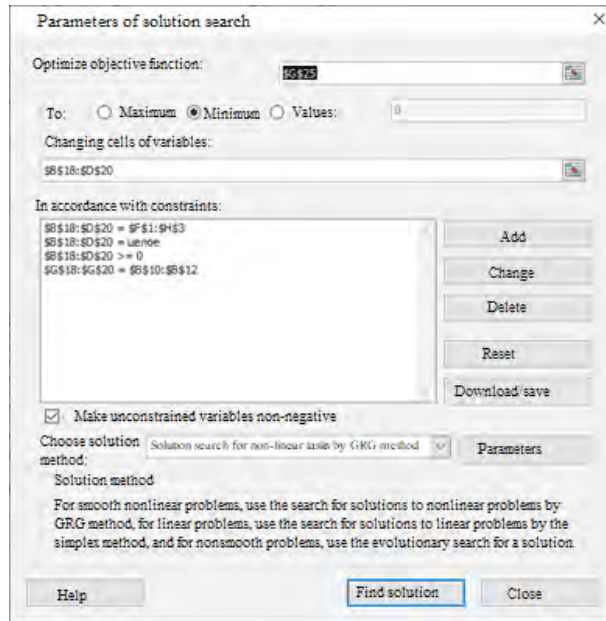 Parameters of solution search
Optimize objective function:
$G$25
To: Maximum Minimum Values: 0
Changing cells of variables:
$B$18:$D$20
In accordance with constraints:
$B$18:$D$20 = $F$1:$H$3
$B$18:$D$20 = целое
$B$18:$D$20 >= 0
$G$18:$G$20 = $B$10:$B$12
Add
Change
Delete
Reset
Download/save
Make unconstrained variables non-negative
Choose solution
method:
Solution search for non-linear tasks by GRG method
Parameters
Solution method
For smooth nonlinear problems, use the search for solutions to nonlinear problems by
GRG method, for linear problems, use the search for solutions to linear problems by the
simplex method, and for nonsmooth problems, use the evolutionary search for a solution
Help
Find solution
Close